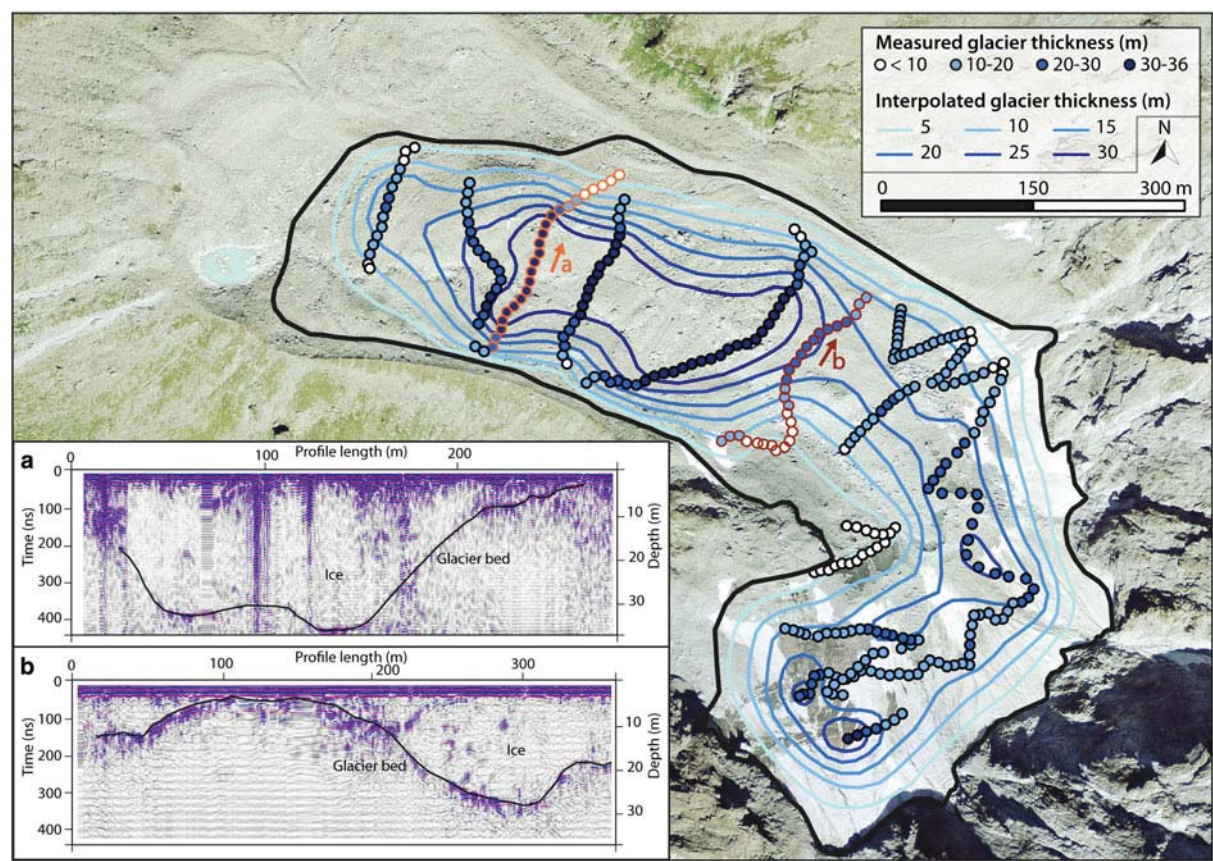 Measured glacier thickness (m)
< 10 10-20 20-30 30-36
Interpolated glacier thickness (m)
5 10 15
20 25 30
N
0 150 300 m
a
b
a
Profile length (m)
0 100 200
Time (ns)
0
100
200
300
400
10
20
30
Depth (m)
Ice
Glacier bed
b
Profile length (m)
0 100 200 300
Time (ns)
0
100
200
300
400
10
20
30
Depth (m)
Ice
Glacier bed